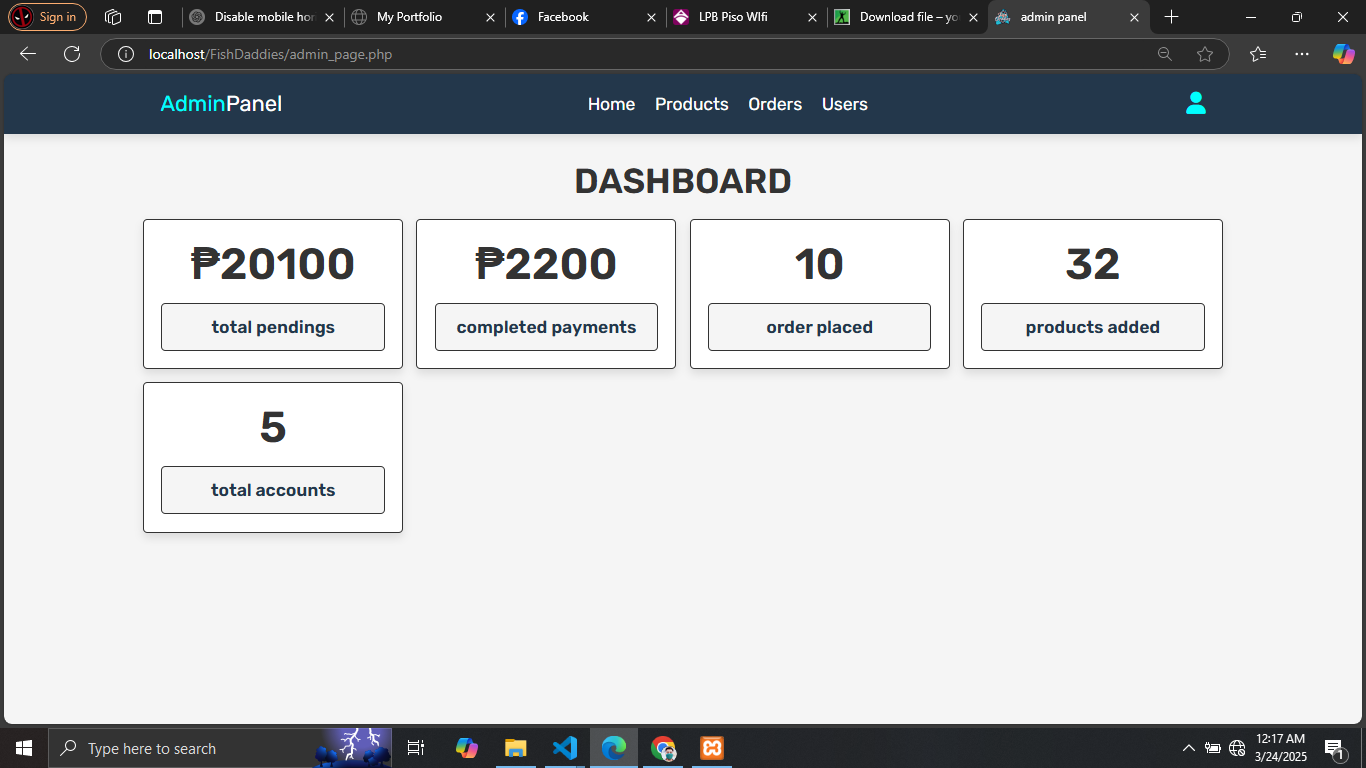 Sign in
Disable mobile hor
My Portfolio
Facebook
LPB Piso WIfi
Download file – yo
admin panel
localhost/FishDaddies/admin_page.php
AdminPanel
Home Products Orders Users
DASHBOARD
₱20100
total pendings
₱2200
completed payments
10
order placed
32
products added
5
total accounts
Type here to search
12:17 AM
3/24/2025
1